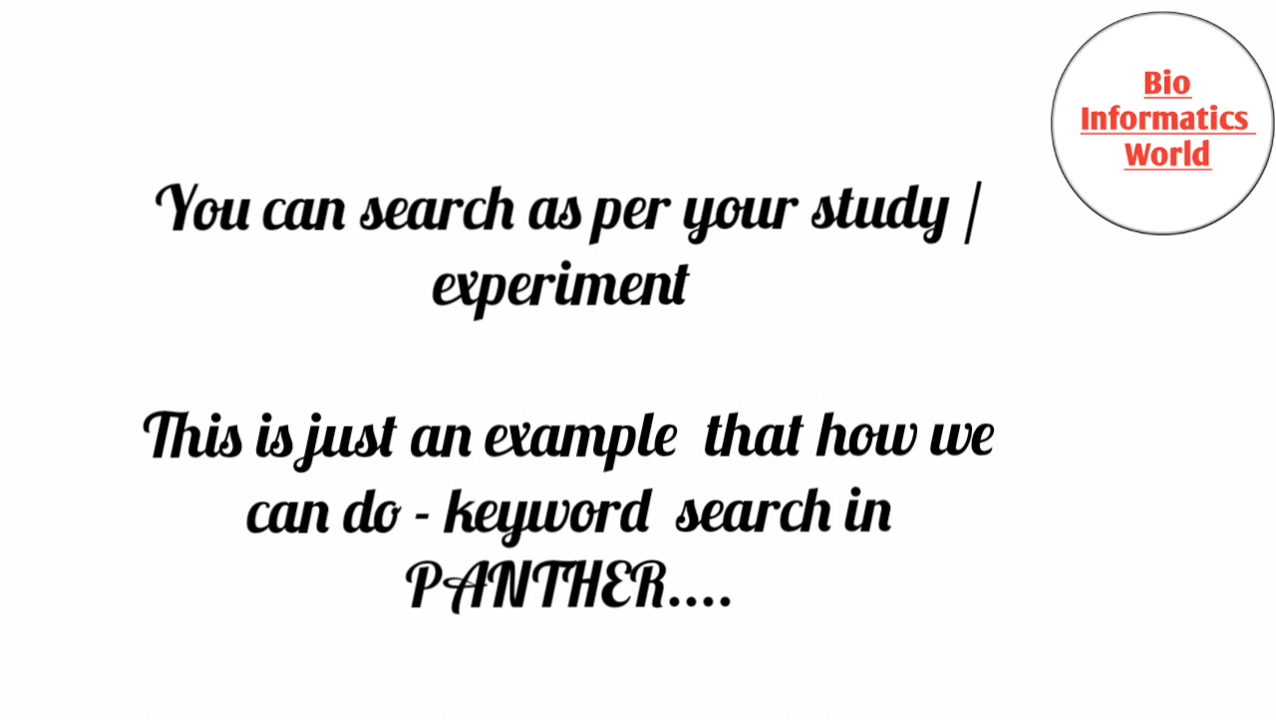 Bio
Informatics
World
You can search as per your study /
experiment
This is just an example that how we
can do - keyword search in
PANTHER....